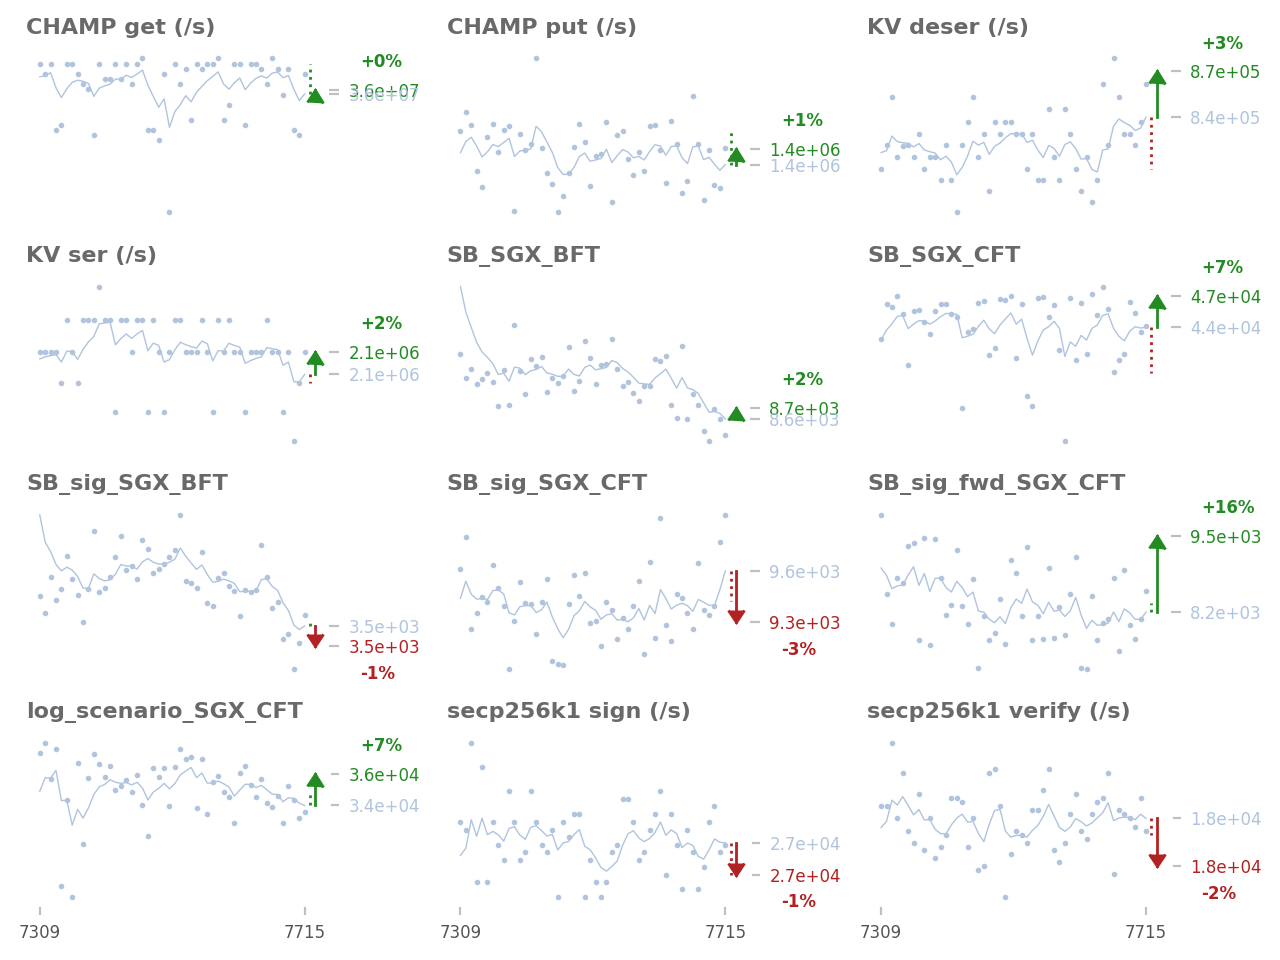 CHAMP get (/s)
+0%
3.6e+07
3.6e+07
CHAMP put (/s)
+1%
1.4e+06
1.4e+06
KV deser (/s)
+3%
8.7e+05
8.4e+05
KV ser (/s)
+2%
2.1e+06
2.1e+06
SB_SGX_BFT
+2%
8.7e+03
8.6e+03
SB_SGX_CFT
+7%
4.7e+04
4.4e+04
SB_sig_SGX_BFT
3.5e+03
3.5e+03
-1%
SB_sig_SGX_CFT
9.6e+03
9.3e+03
-3%
SB_sig_fwd_SGX_CFT
+16%
9.5e+03
8.2e+03
log_scenario_SGX_CFT
+7%
3.6e+04
3.4e+04
7309
7715
secp256k1 sign (/s)
2.7e+04
2.7e+04
-1%
7309
7715
secp256k1 verify (/s)
1.8e+04
1.8e+04
-2%
7309
7715